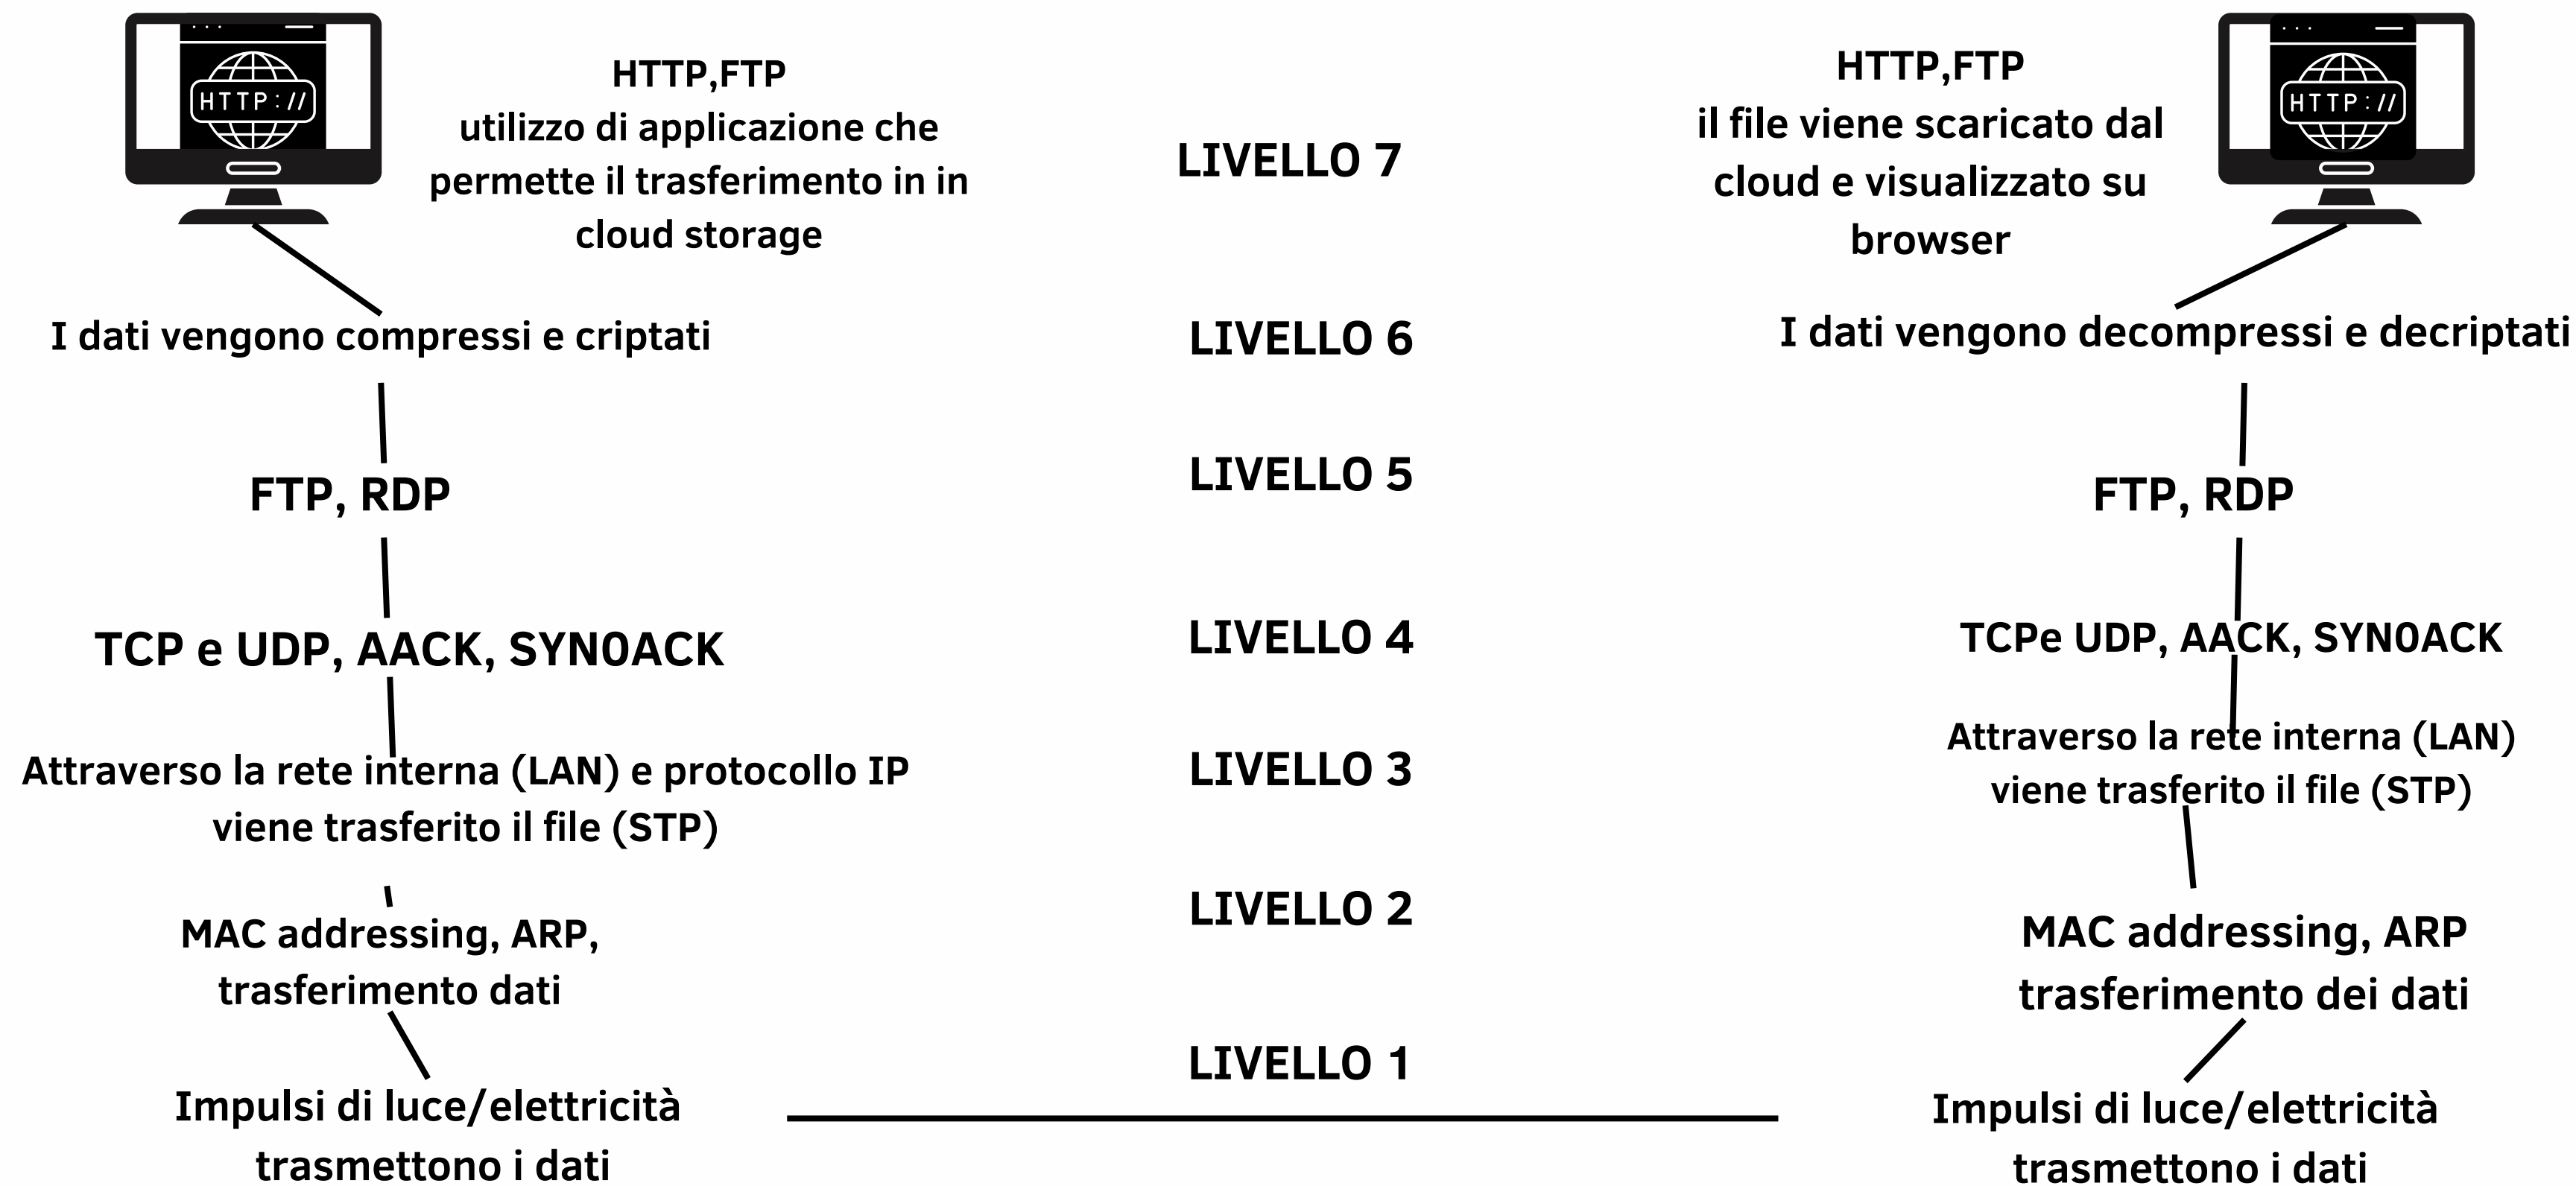 HTTP://
HTTP,FTP
utilizzo di applicazione che
permette il trasferimento in in
cloud storage
LIVELLO 7
HTTP,FTP
il file viene scaricato dal
cloud e visualizzato su
browser
HTTP://
I dati vengono compressi e criptati
LIVELLO 6
I dati vengono decompressi e decriptati
FTP, RDP
LIVELLO 5
FTP, RDP
TCP e UDP, AACK, SYN0ACK
LIVELLO 4
TCPe UDP, AACK, SYN0ACK
Attraverso la rete interna (LAN) e protocollo IP
viene trasferito il file (STP)
LIVELLO 3
Attraverso la rete interna (LAN)
viene trasferito il file (STP)
MAC addressing, ARP,
trasferimento dati
LIVELLO 2
MAC addressing, ARP
trasferimento dei dati
LIVELLO 1
Impulsi di luce/elettricità
trasmettono i dati
Impulsi di luce/elettricità
trasmettono i dati